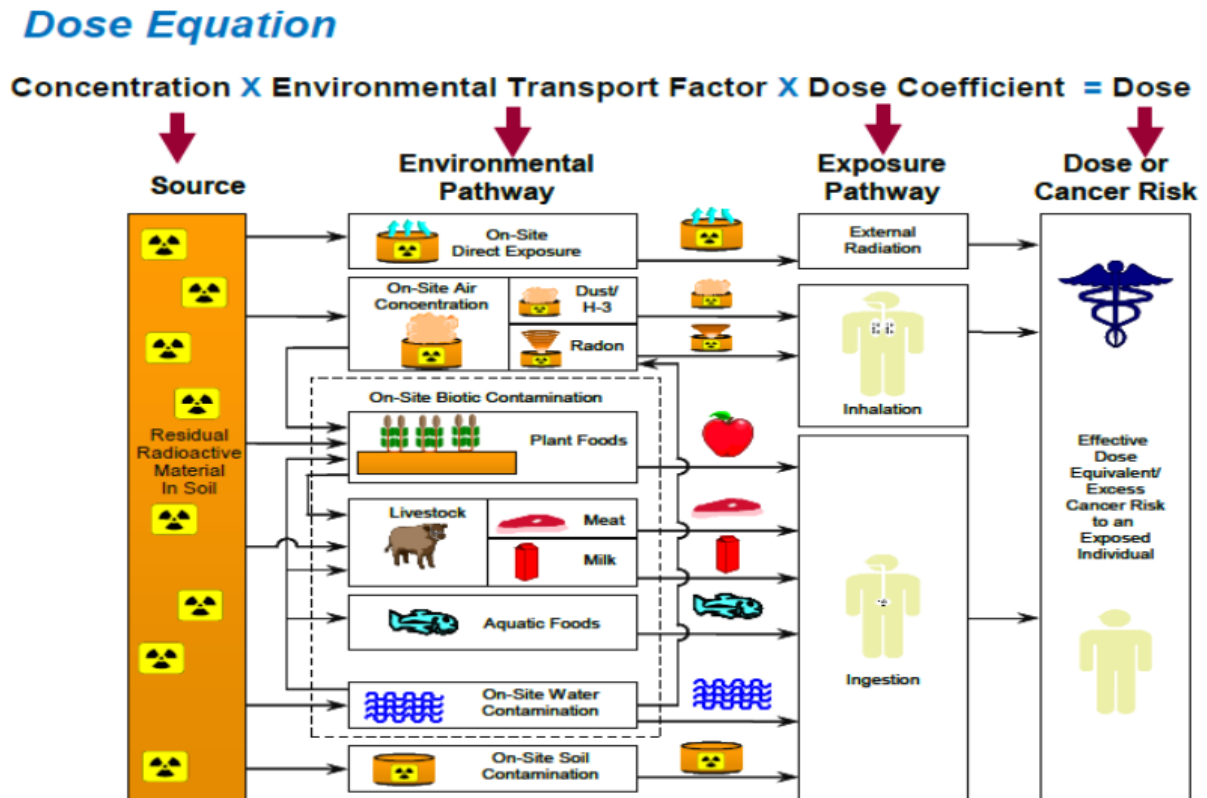 Dose Equation
Concentration X Environmental Transport Factor X Dose Coefficient = Dose
Source
Environmental
Pathway
Exposure
Pathway
Dose or
Cancer Risk
Residual
Radioactive
Material
In Soil
On-Site
Direct Exposure
On-Site Air
Concentration
Dust/
H-3
Radon
On-Site Biotic Contamination
Plant Foods
Livestock
Meat
Milk
Aquatic Foods
On-Site Water
Contamination
On-Site Soil
Contamination
External
Radiation
Inhalation
Ingestion
Effective
Dose
Equivalent/
Excess
Cancer Risk
to an
Exposed
Individual